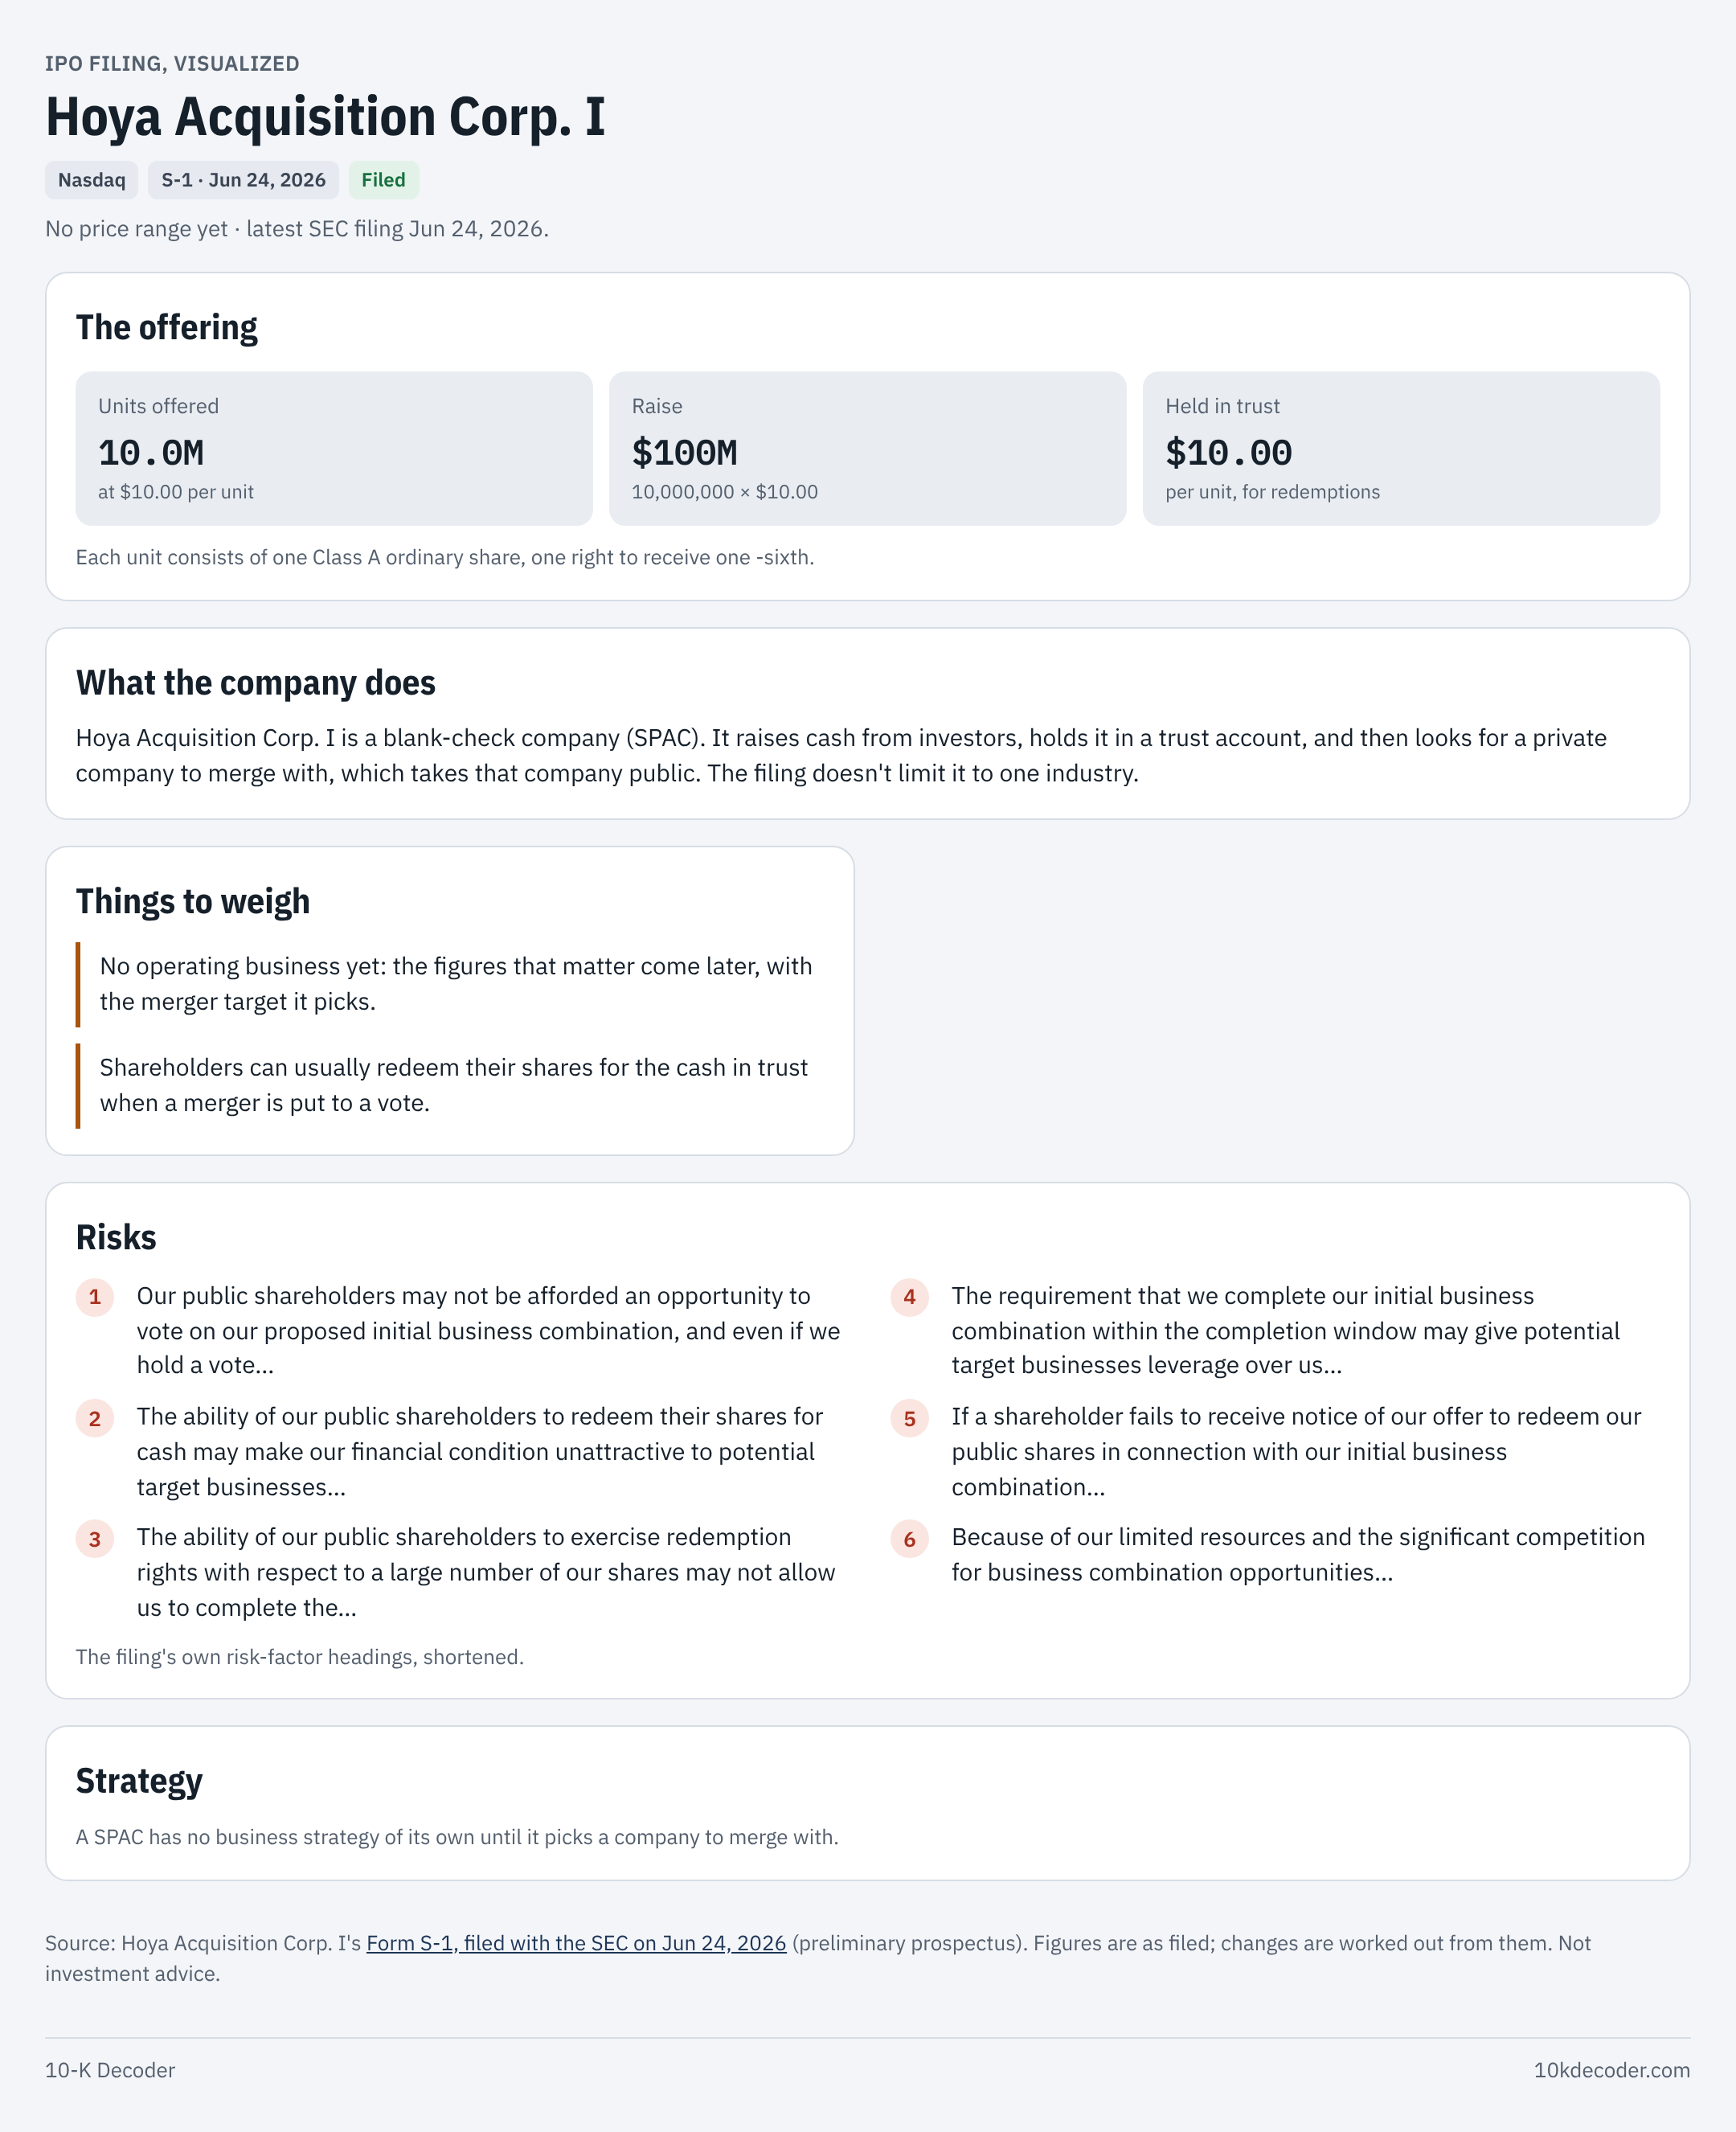 IPO FILING, VISUALIZED
Hoya Acquisition Corp. I
Nasdaq
S-1 · Jun 24, 2026
Filed
No price range yet · latest SEC filing Jun 24, 2026.
The offering
Units offered
10.0M
at $10.00 per unit
Raise
$100M
10,000,000 × $10.00
Held in trust
$10.00
per unit, for redemptions
Each unit consists of one Class A ordinary share, one right to receive one -sixth.
What the company does
Hoya Acquisition Corp. I is a blank-check company (SPAC). It raises cash from investors, holds it in a trust account, and then looks for a private
company to merge with, which takes that company public. The filing doesn't limit it to one industry.
Things to weigh
No operating business yet: the figures that matter come later, with
the merger target it picks.
Shareholders can usually redeem their shares for the cash in trust
when a merger is put to a vote.
Risks
1
Our public shareholders may not be afforded an opportunity to
vote on our proposed initial business combination, and even if we
hold a vote…
2
The ability of our public shareholders to redeem their shares for
cash may make our financial condition unattractive to potential
target businesses…
3
The ability of our public shareholders to exercise redemption
rights with respect to a large number of our shares may not allow
us to complete the…
4
The requirement that we complete our initial business
combination within the completion window may give potential
target businesses leverage over us…
5
If a shareholder fails to receive notice of our offer to redeem our
public shares in connection with our initial business
combination…
6
Because of our limited resources and the significant competition
for business combination opportunities…
The filing's own risk-factor headings, shortened.
Strategy
A SPAC has no business strategy of its own until it picks a company to merge with.
Source: Hoya Acquisition Corp. I's Form S-1, filed with the SEC on Jun 24, 2026 (preliminary prospectus). Figures are as filed; changes are worked out from them. Not
investment advice.
10-K Decoder
10kdecoder.com